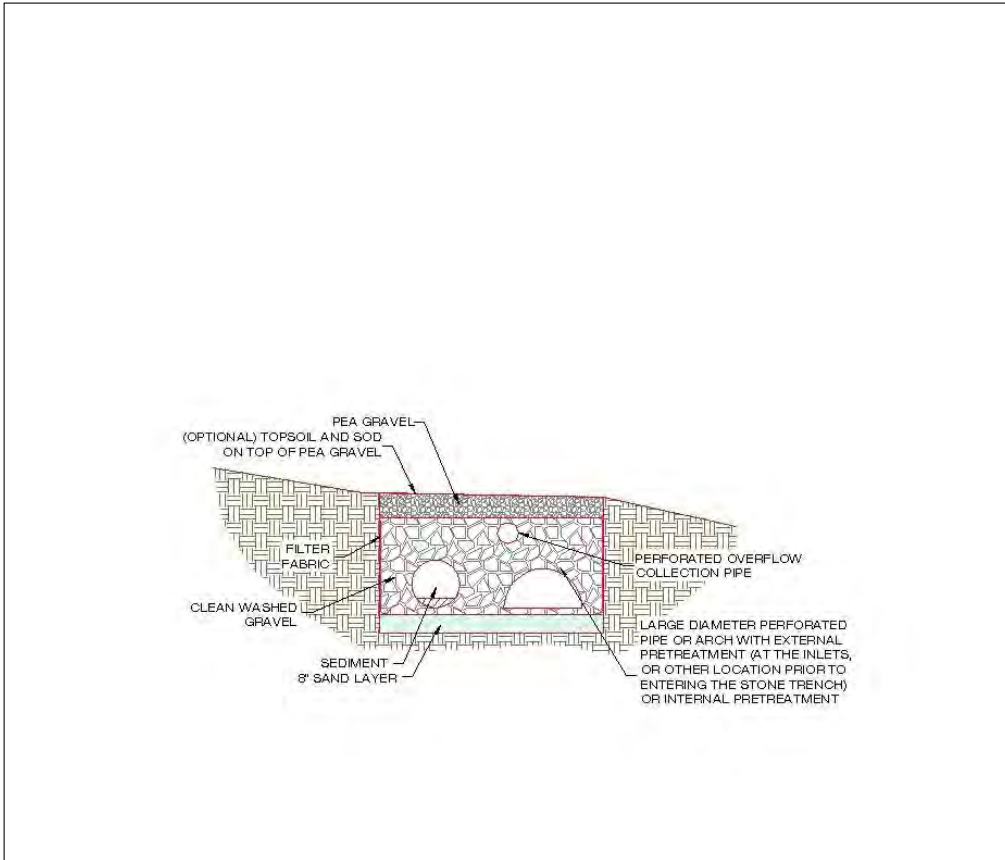 PEA GRAVEL
(OPTIONAL) TOPSOIL AND SOD
ON TOP OF PEA GRAVEL
FILTER
FABRIC
CLEAN WASHED
GRAVEL
SEDIMENT
8" SAND LAYER
PERFORATED OVERFLOW
COLLECTION PIPE
LARGE DIAMETER PERFORATED
PIPE OR ARCH WITH EXTERNAL
PRETREATMENT (AT THE INLETS,
OR OTHER LOCATION PRIOR TO
ENTERING THE STONE TRENCH)
OR INTERNAL PRETREATMENT